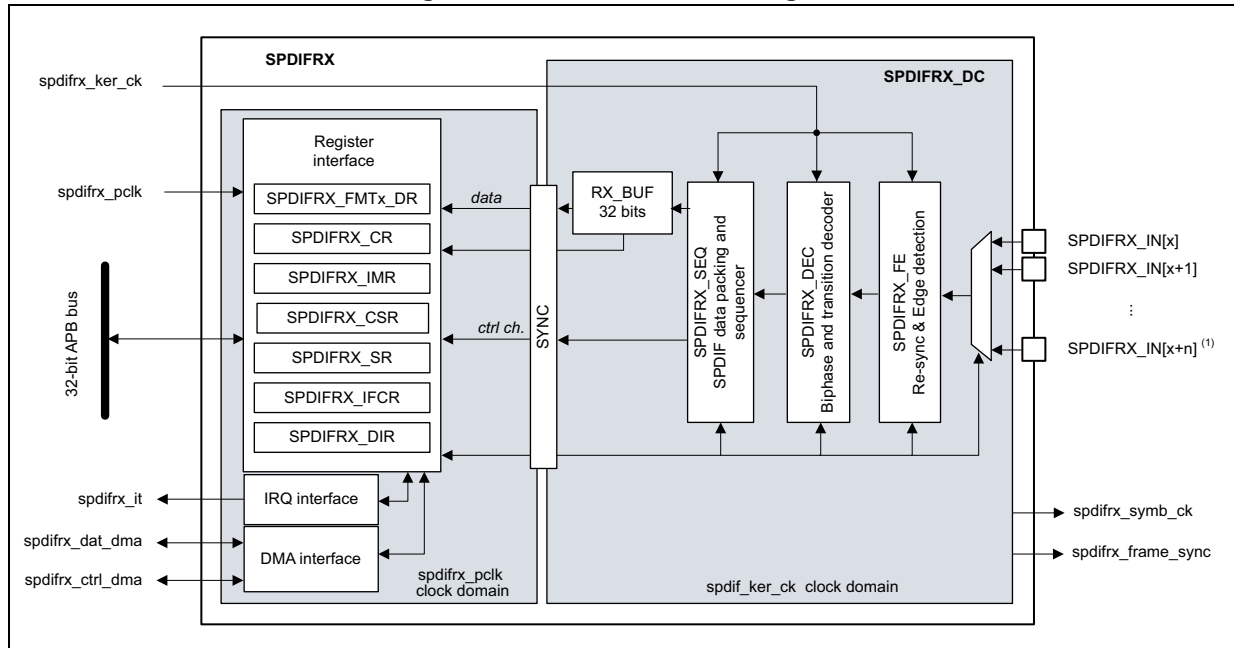 SPDIFRX
SPDIFRX_DC
spdifrx_ker_ck
Register
interface
spdifrx_pclk
SPDIFRX_FMTx_DR
SPDIFRX_CR
SPDIFRX_IMR
SPDIFRX_CSR
SPDIFRX_SR
SPDIFRX_IFCR
SPDIFRX_DIR
data
ctrl ch.
32-bit APB bus
SYNC
RX_BUF
32 bits
SPDIFRX_SEQ
SPDIF data packing and
sequencer
SPDIFRX_DEC
Biphase and transition decoder
SPDIFRX_FE
Re-sync & Edge detection
SPDIFRX_IN[x]
SPDIFRX_IN[x+1]
...
SPDIFRX_IN[x+n] (1)
spdifrx_it
IRQ interface
spdifrx_dat_dma
DMA interface
spdifrx_ctrl_dma
spdifrx_pclk
clock domain
spdif_ker_ck clock domain
spdifrx_symb_ck
spdifrx_frame_sync